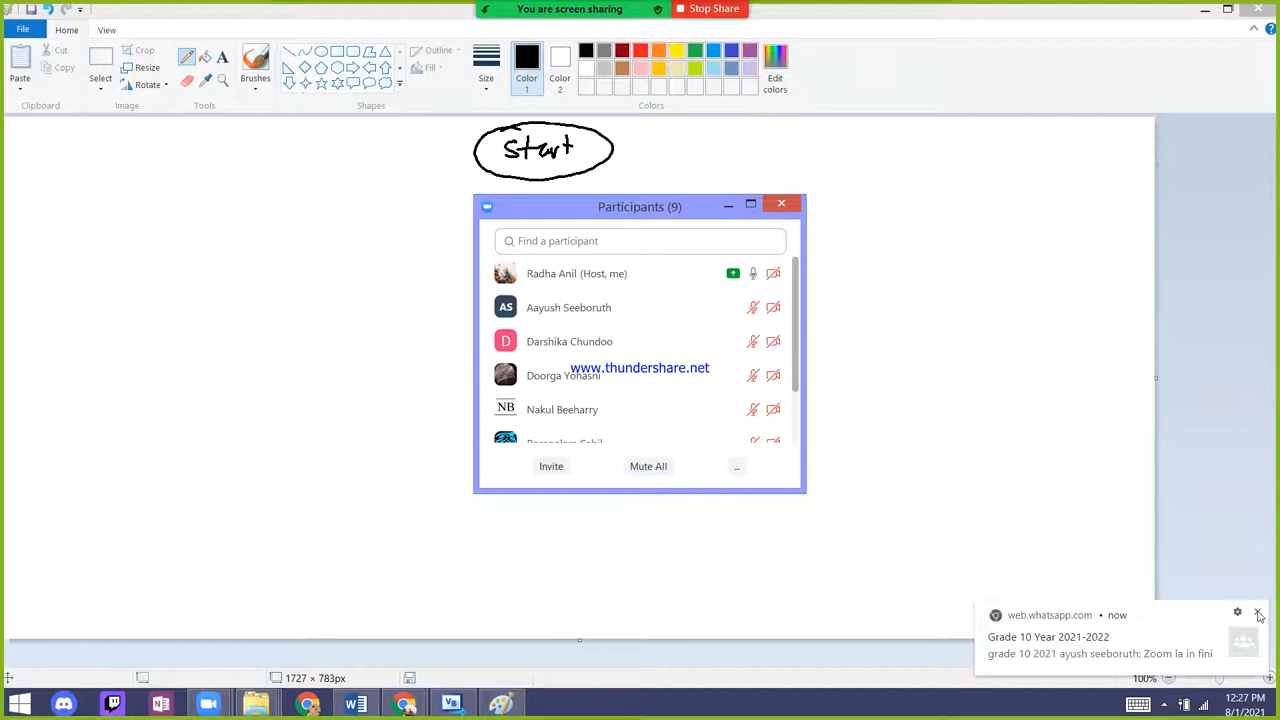 You are screen sharing
Stop Share
File
Home
View
Paste
Cut
Copy
Clipboard
Select
Crop
Resize
Rotate
Image
A
Tools
Brushes
Outline
Fill
Shapes
Size
Color
1
Color
2
Edit
colors
Colors
Start
Participants (9)
Find a participant
Radha Anil (Host, me)
AS Aayush Seeboruth
D Darshika Chundoo
Doorga Yohasni
www.thundershare.net
NB Nakul Beeharry
Invite
Mute All
...
web.whatsapp.com • now
Grade 10 Year 2021-2022
grade 10 2021 ayush seeboruth: Zoom la in fini
1727 × 783px
100%
12:27 PM
8/1/2021